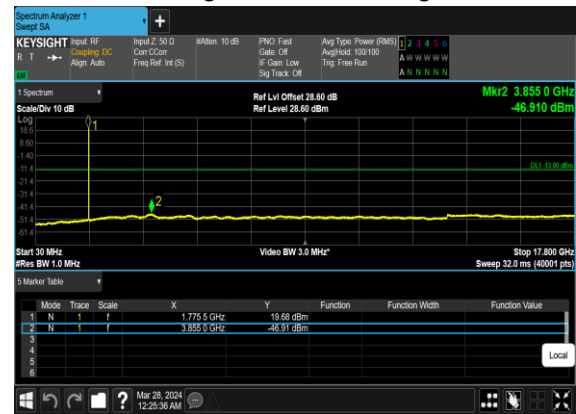 Spectrum Analyzer 1
Swept SA
+
KEYSIGHT Input: RF Input Z: 50 Ω #Atten: 10 dB PNO: Fast Avg Type: Power (RMS) 1 2 3 4 5 6
R T Coupling: DC Corr CCorr Gate: Off Avg|Hold: 100/100 A W W W W W
Align: Auto Freq Ref: Int (S) IF Gain: Low Trig: Free Run
LU Sig Track: Off A N N N N N
1 Spectrum Ref Lvl Offset 28.60 dB Mkr2 3.855 0 GHz
Scale/Div 10 dB Ref Level 28.60 dBm -46.910 dBm
Log
18.6 1
8.60
-1.40
-11.4 DL1 -13.00 dBm
-21.4
-31.4
-41.4 2
-51.4
-61.4
Start 30 MHz Video BW 3.0 MHz* Stop 17.800 GHz
#Res BW 1.0 MHz Sweep 32.0 ms (40001 pts)
5 Marker Table
Mode Trace Scale X Y Function Function Width Function Value
1 N 1 f 1.775 5 GHz 19.68 dBm
2 N 1 f 3.855 0 GHz -46.91 dBm
3
4
5
6
Local
? Mar 28, 2024
12:25:36 AM